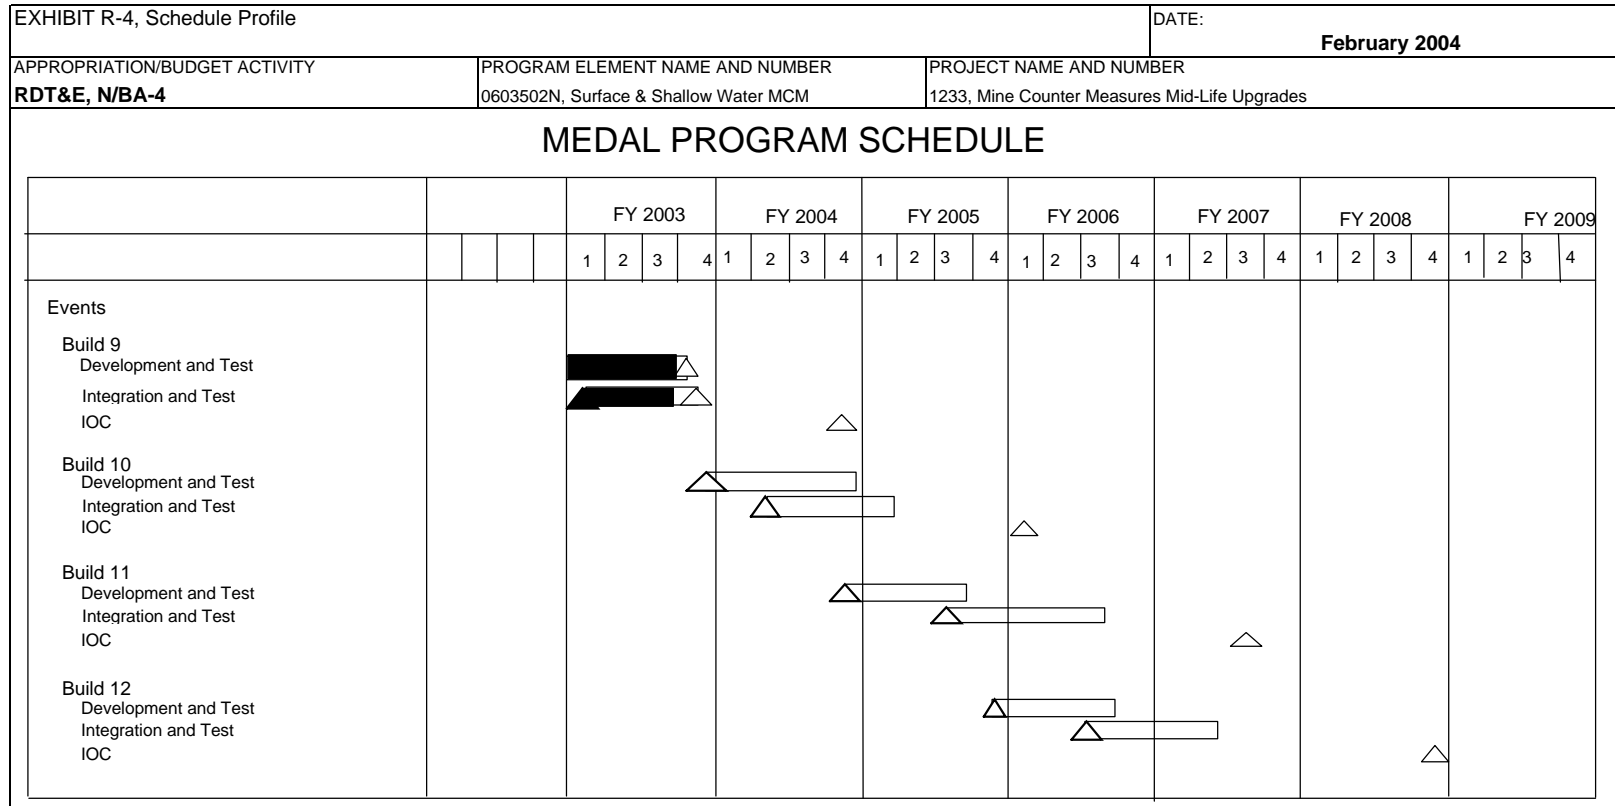 EXHIBIT R-4, Schedule Profile
DATE:
February 2004
APPROPRIATION/BUDGET ACTIVITY
PROGRAM ELEMENT NAME AND NUMBER
PROJECT NAME AND NUMBER
RDT&E, N/BA-4
0603502N, Surface & Shallow Water MCM
1233, Mine Counter Measures Mid-Life Upgrades
MEDAL PROGRAM SCHEDULE
FY 2003 FY 2004 FY 2005 FY 2006 FY 2007 FY 2008 FY 2009
1 2 3 4 1 2 3 4 1 2 3 4 1 2 3 4 1 2 3 4 1 2 3 4 1 2 3 4
Events
Build 9
Development and Test
Integration and Test
IOC
Build 10
Development and Test
Integration and Test
IOC
Build 11
Development and Test
Integration and Test
IOC
Build 12
Development and Test
Integration and Test
IOC